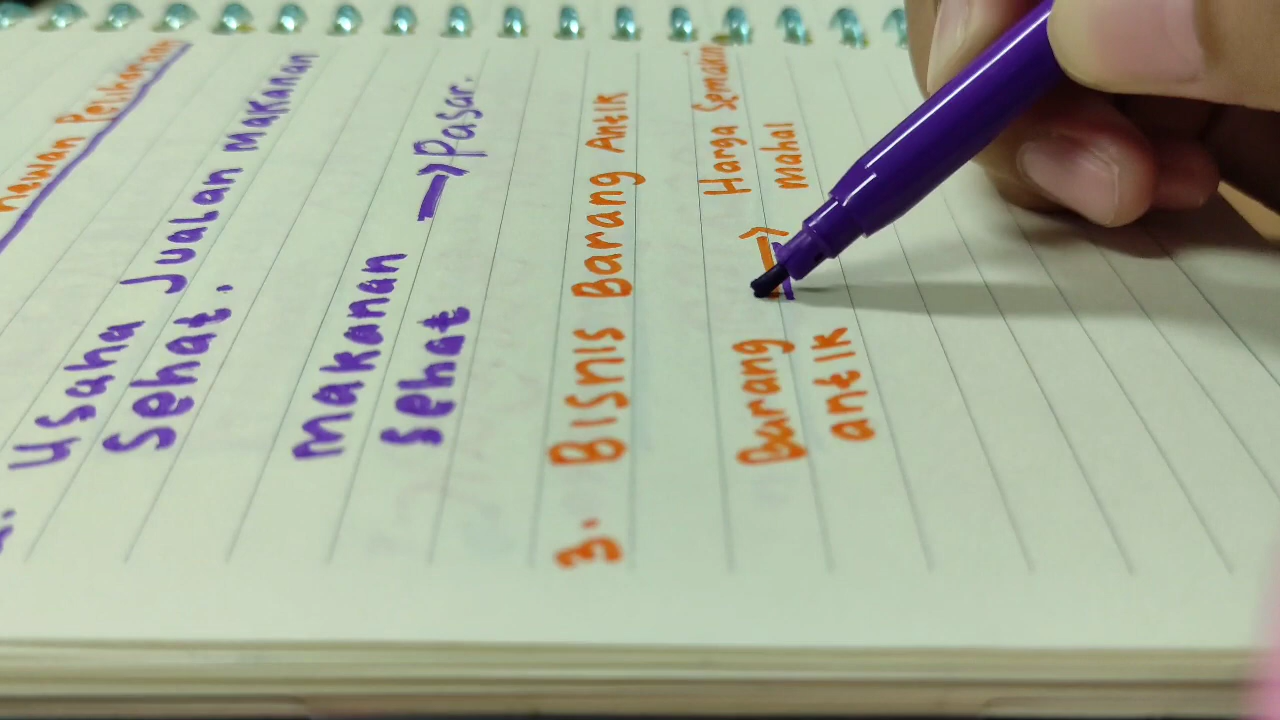 hewan Peliharaan
Usaha Jualan makanan
Sehat.
makanan → Pasar.
Sehat
3. Bisnis Barang Antik
Barang → Harga Semakin
antik mahal